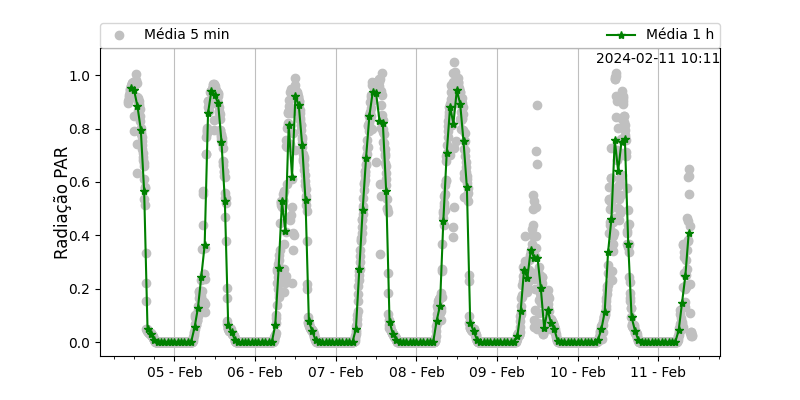 Média 5 min
Média 1 h
2024-02-11 10:11
Radiação PAR
1.0
0.8
0.6
0.4
0.2
0.0
05 - Feb
06 - Feb
07 - Feb
08 - Feb
09 - Feb
10 - Feb
11 - Feb